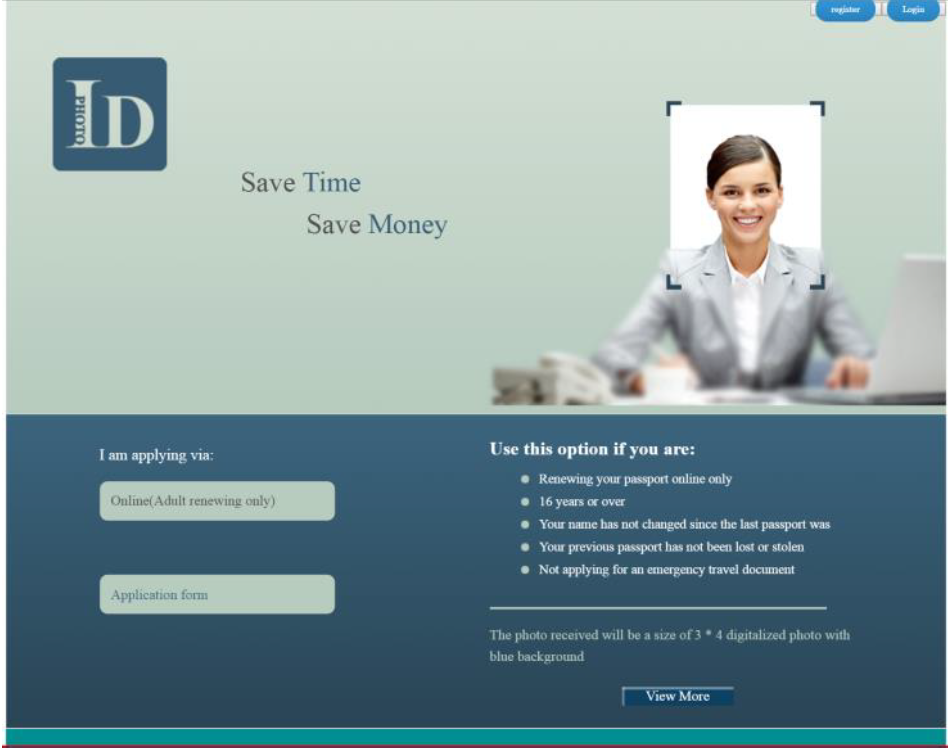 register
Login
ID
PHOTO
Save Time
Save Money
I am applying via:
Online(Adult renewing only)
Application form
Use this option if you are:
Renewing your passport online only
16 years or over
Your name has not changed since the last passport was
Your previous passport has not been lost or stolen
Not applying for an emergency travel document
The photo received will be a size of 3 * 4 digitalized photo with
blue background
View More